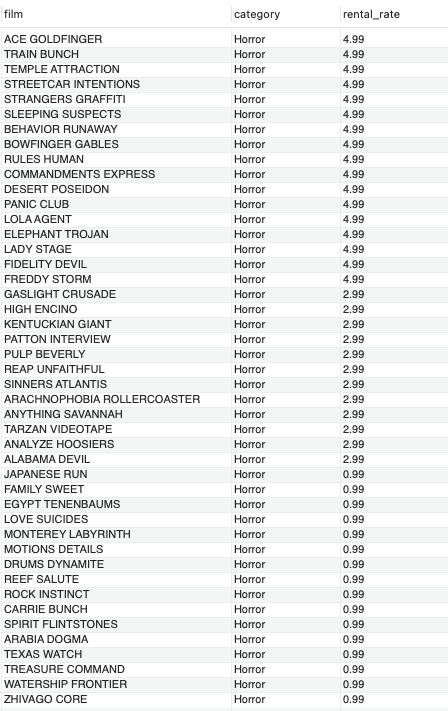 film category rental_rate
ACE GOLDFINGER Horror 4.99
TRAIN BUNCH Horror 4.99
TEMPLE ATTRACTION Horror 4.99
STREETCAR INTENTIONS Horror 4.99
STRANGERS GRAFFITI Horror 4.99
SLEEPING SUSPECTS Horror 4.99
BEHAVIOR RUNAWAY Horror 4.99
BOWFINGER GABLES Horror 4.99
RULES HUMAN Horror 4.99
COMMANDMENTS EXPRESS Horror 4.99
DESERT POSEIDON Horror 4.99
PANIC CLUB Horror 4.99
LOLA AGENT Horror 4.99
ELEPHANT TROJAN Horror 4.99
LADY STAGE Horror 4.99
FIDELITY DEVIL Horror 4.99
FREDDY STORM Horror 4.99
GASLIGHT CRUSADE Horror 2.99
HIGH ENCINO Horror 2.99
KENTUCKIAN GIANT Horror 2.99
PATTON INTERVIEW Horror 2.99
PULP BEVERLY Horror 2.99
REAP UNFAITHFUL Horror 2.99
SINNERS ATLANTIS Horror 2.99
ARACHNOPHOBIA ROLLERCOASTER Horror 2.99
ANYTHING SAVANNAH Horror 2.99
TARZAN VIDEOTAPE Horror 2.99
ANALYZE HOOSIERS Horror 2.99
ALABAMA DEVIL Horror 2.99
JAPANESE RUN Horror 0.99
FAMILY SWEET Horror 0.99
EGYPT TENENBAUMS Horror 0.99
LOVE SUICIDES Horror 0.99
MONTEREY LABYRINTH Horror 0.99
MOTIONS DETAILS Horror 0.99
DRUMS DYNAMITE Horror 0.99
REEF SALUTE Horror 0.99
ROCK INSTINCT Horror 0.99
CARRIE BUNCH Horror 0.99
SPIRIT FLINTSTONES Horror 0.99
ARABIA DOGMA Horror 0.99
TEXAS WATCH Horror 0.99
TREASURE COMMAND Horror 0.99
WATERSHIP FRONTIER Horror 0.99
ZHIVAGO CORE Horror 0.99